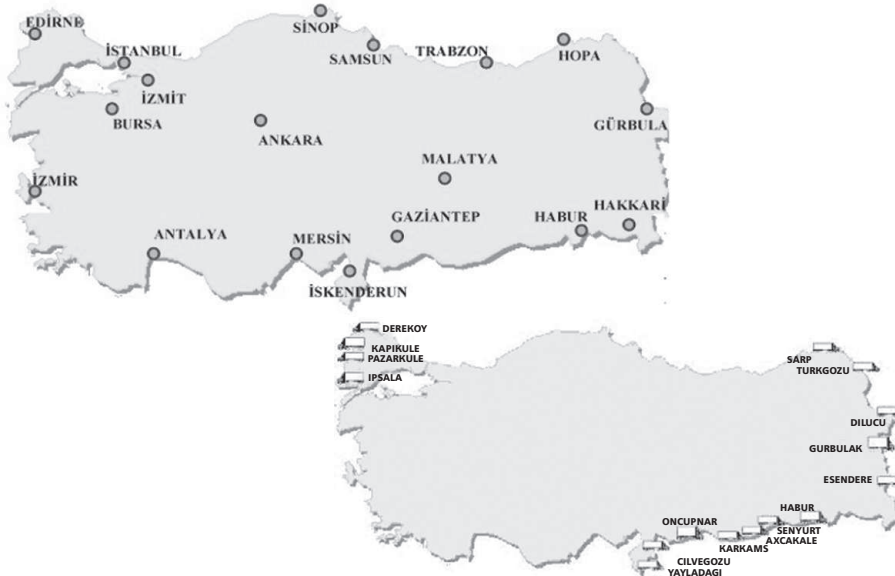 EDİRNE
SİNOP
İSTANBUL
SAMSUN
TRABZON
HOPA
İZMİT
BURSA
ANKARA
GÜRBULA
MALATYA
İZMİR
HAKKARİ
GAZİANTEP
HABUR
ANTALYA
MERSİN
İSKENDERUN
DEREKOY
KAPIKULE
PAZARKULE
IPSALA
SARP
TURKGOZU
DILUCU
GURBULAK
ESENDERE
HABUR
ONCUPNAR
SENYURT
AXCAKALE
KARKAMS
CILVEGOZU
YAYLADAGI